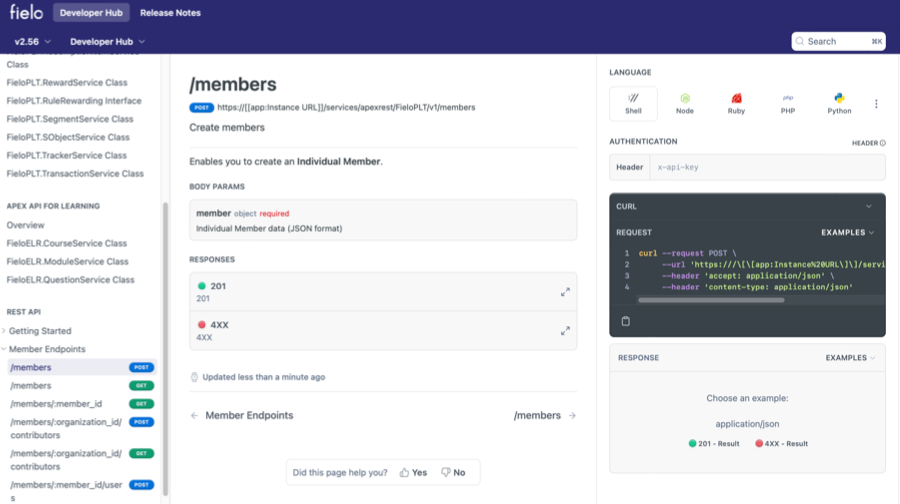 fielo Developer Hub Release Notes
v2.56 Developer Hub Search ⌘K
Class
FieloPLT.RewardService Class
FieloPLT.RuleRewarding Interface
FieloPLT.SegmentService Class
FieloPLT.SObjectService Class
FieloPLT.TrackerService Class
FieloPLT.TransactionService Class
APEX API FOR LEARNING
Overview
FieloELR.CourseService Class
FieloELR.ModuleService Class
FieloELR.QuestionService Class
REST API
Getting Started
Member Endpoints
/members POST
/members GET
/members/:member_id GET
/members/:organization_id/ POST
contributors
/members/:organization_id/ GET
contributors
/members/:member_id/user POST
s
/members
POST https://[[app:Instance URL]]/services/apexrest/FieloPLT/v1/members
Create members
Enables you to create an Individual Member.
BODY PARAMS
member object required
Individual Member data (JSON format)
RESPONSES
201
201
4XX
4XX
Updated less than a minute ago
← Member Endpoints /members →
Did this page help you? Yes No
LANGUAGE
Shell Node Ruby PHP Python
AUTHENTICATION HEADER
Header x-api-key
CURL
REQUEST EXAMPLES
1 curl --request POST \
2 --url 'https:///\[\[app:Instance%20URL\]\]/servi
3 --header 'accept: application/json' \
4 --header 'content-type: application/json'
RESPONSE EXAMPLES
Choose an example:
application/json
201 - Result 4XX - Result